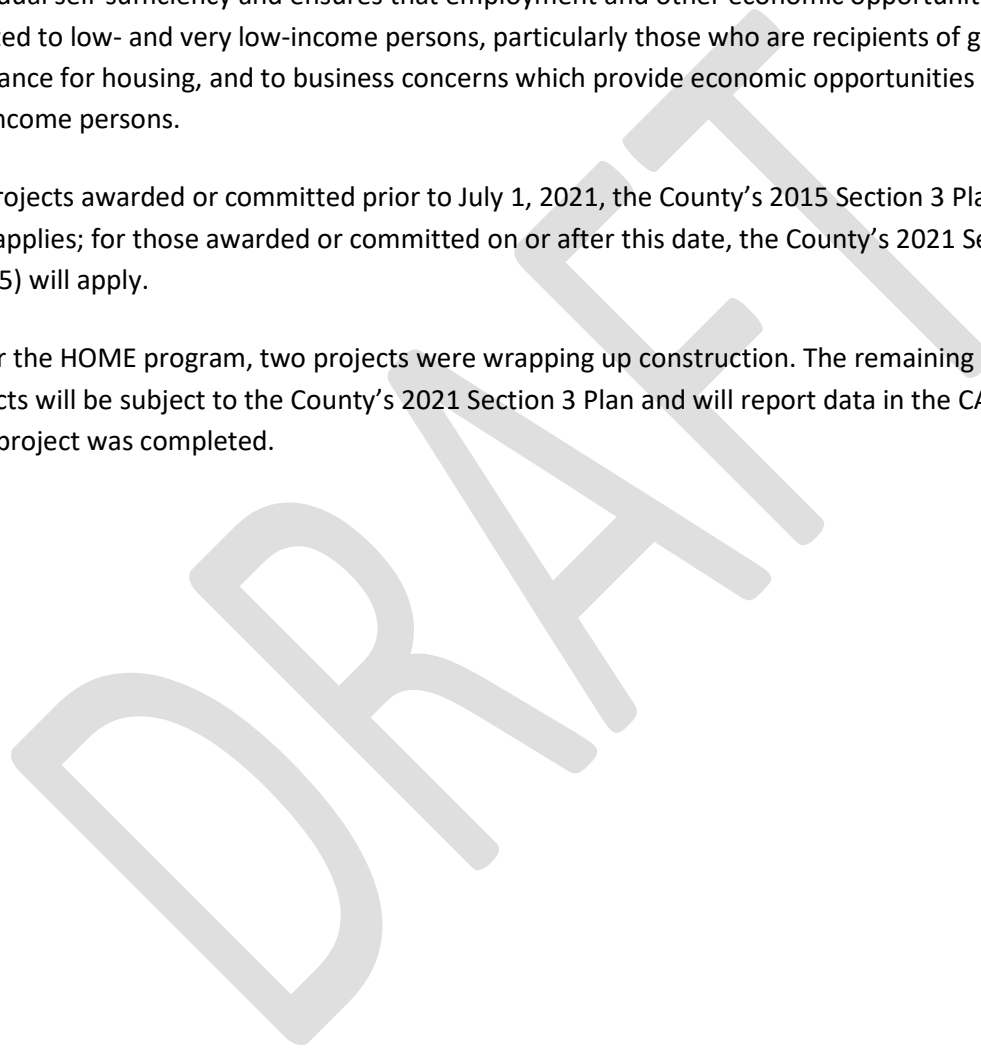 dual self-sufficiency and ensures that employment and other economic
ted to low- and very low-income persons, particularly those who are recipients of g
ance for housing, and to business concerns which provide economic opportunities
ncome persons.
rojects awarded or committed prior to July 1, 2021, the County's 2015 Section 3 Pla
applies; for those awarded or committed on or after this date, the County's 2021 Se
5) will apply.
r the HOME program, two projects were wrapping up construction. The remaining
cts will be subject to the County's 2021 Section 3 Plan and will report data in the CA
project was completed.
DRAFT